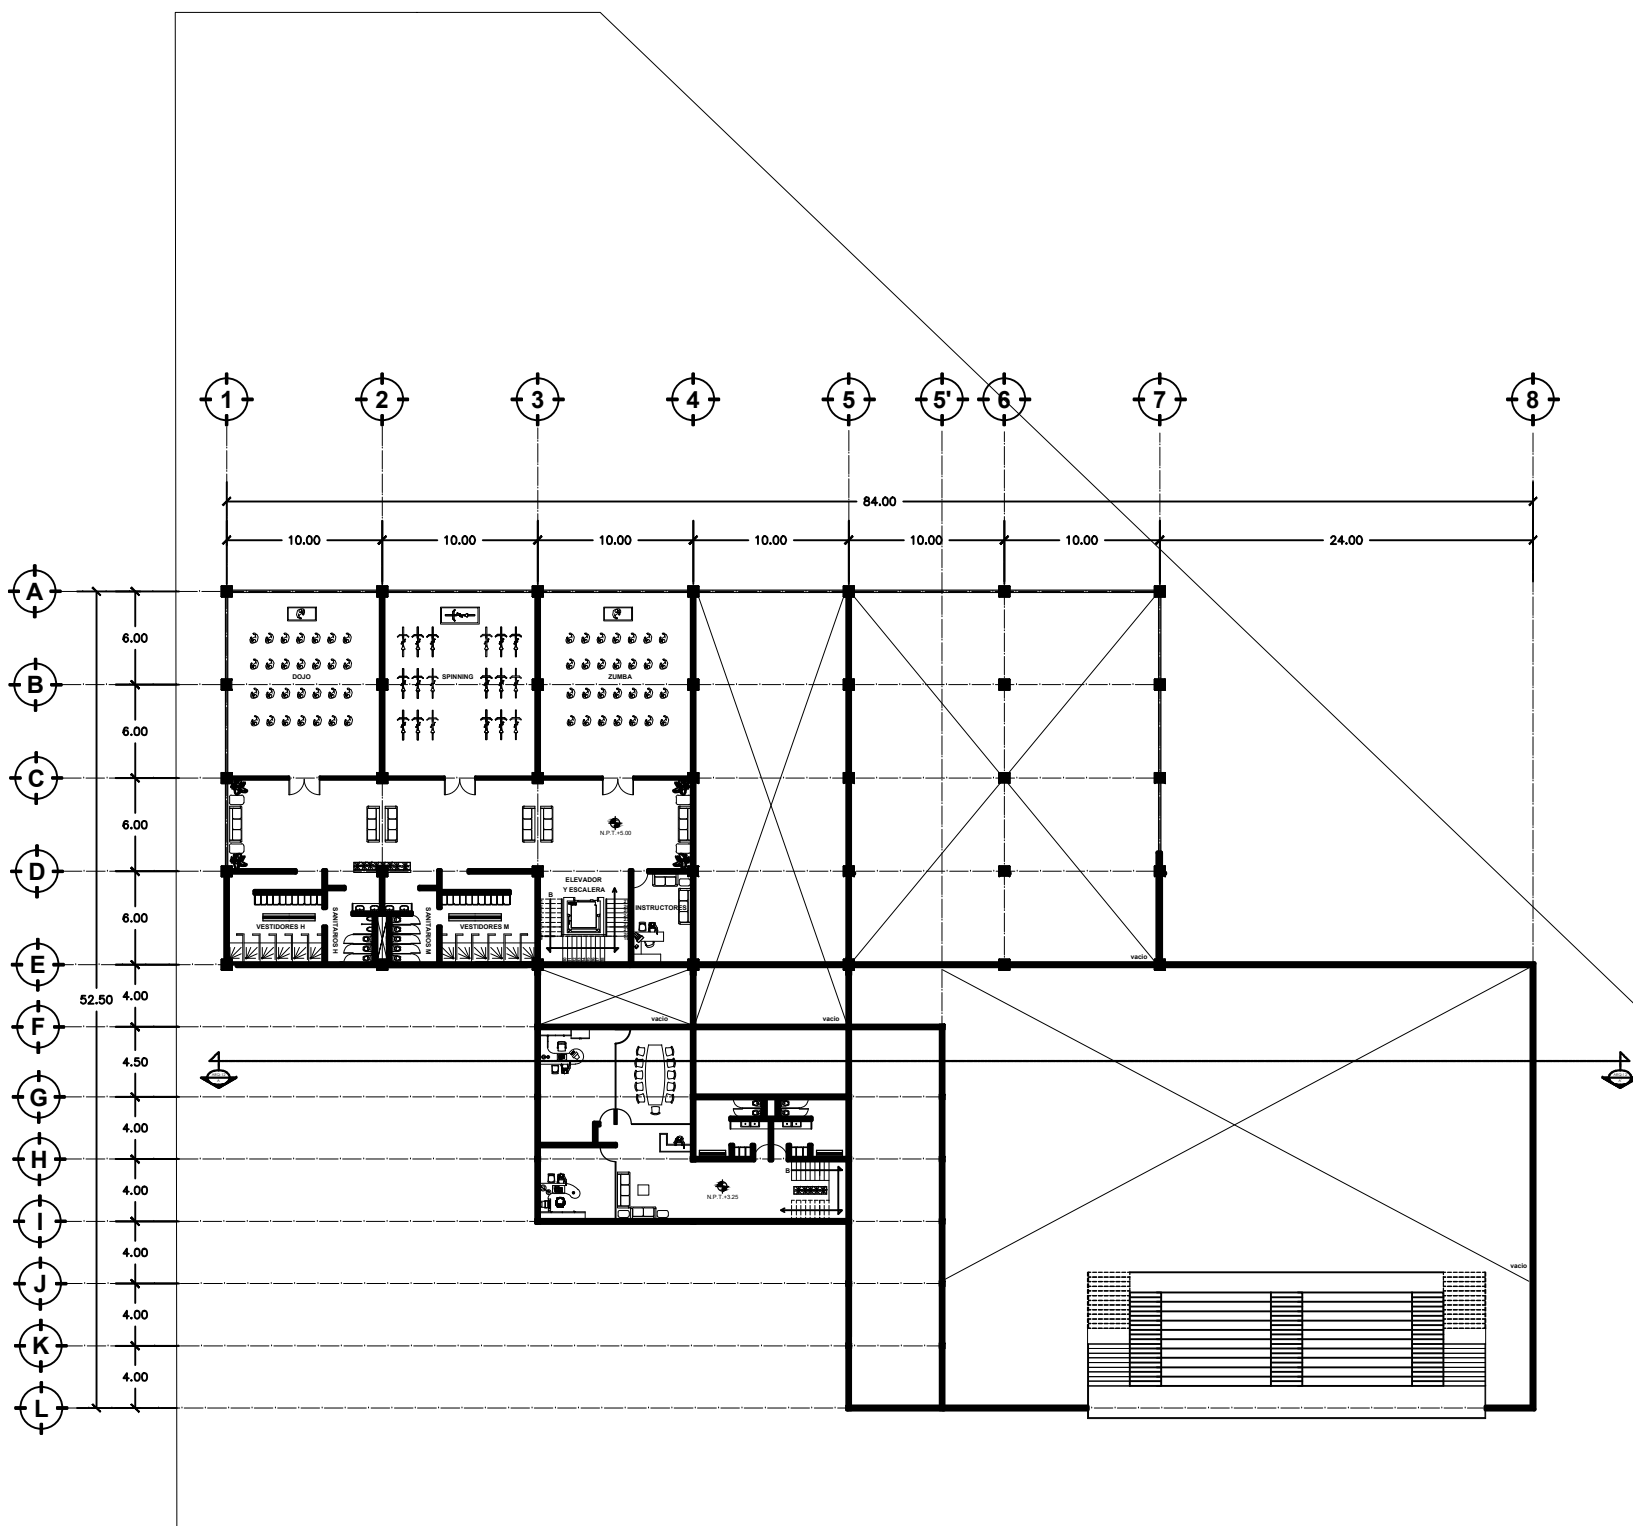 1
2
3
4
5
5'
6
7
8
84.00
10.00
10.00
10.00
10.00
10.00
10.00
24.00
A
6.00
DOJO
SPINNING
ZUMBA
B
6.00
C
6.00
N.P.T.+5.00
D
ELEVADOR
Y ESCALERA
B
6.00
INSTRUCTORES
SANITARIOS H
SANITARIOS M
VESTIDORES H
VESTIDORES M
vacio
E
4.00
52.50
vacio
vacio
F
4.50
G
4.00
H
B
4.00
N.P.T.+3.25
I
4.00
vacio
J
4.00
K
4.00
L